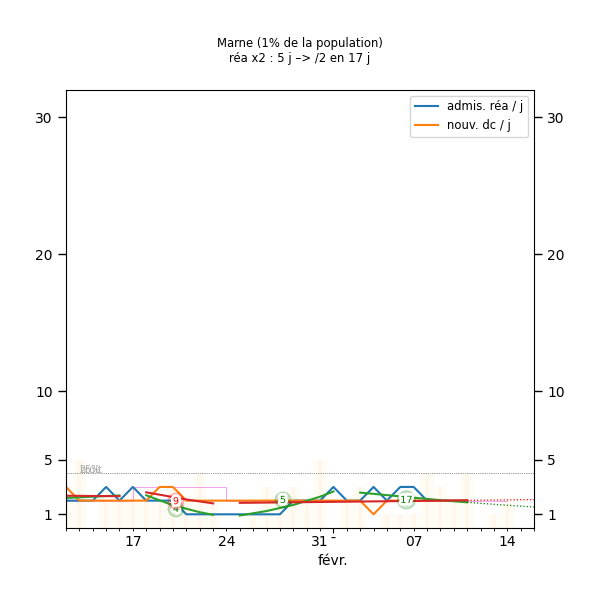 Marne (1% de la population)
réa x2 : 5 j –> /2 en 17 j
admis. réa / j
nouv. dc / j
30 30
20 20
10 10
5 5
1 1
9
4
5
17
17 24 31 07 14
févr.